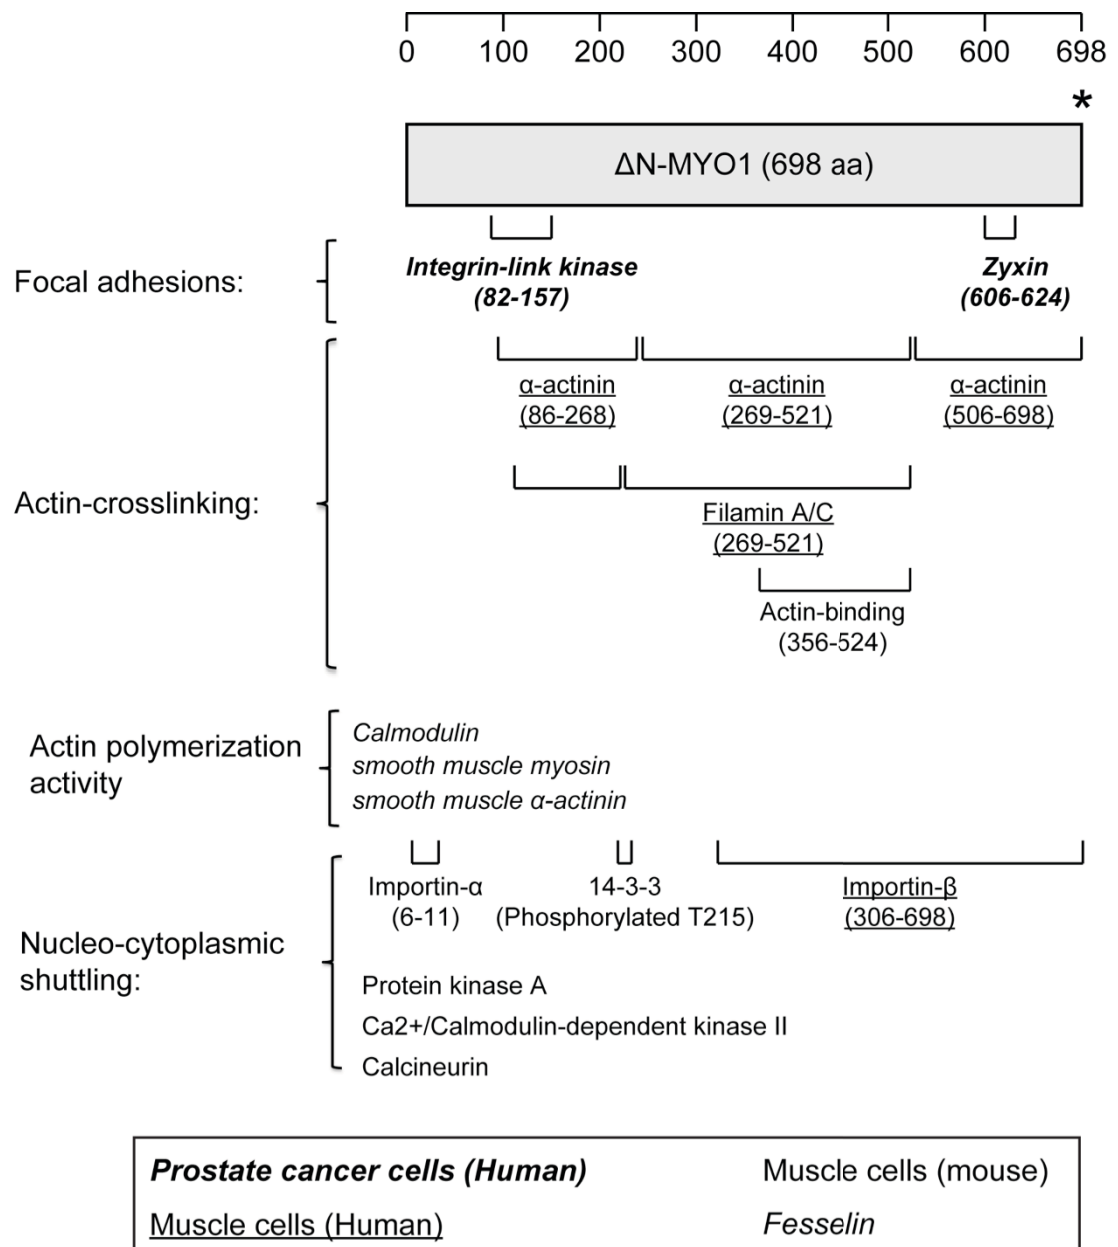 0 100 200 300 400 500 600 698
*
ΔN-MYO1 (698 aa)
Focal adhesions:
Integrin-link kinase
(82-157)
Zyxin
(606-624)
Actin-crosslinking:
α-actinin
(86-268)
α-actinin
(269-521)
α-actinin
(506-698)
Filamin A/C
(269-521)
Actin-binding
(356-524)
Actin polymerization
activity
Calmodulin
smooth muscle myosin
smooth muscle α-actinin
Nucleo-cytoplasmic
shuttling:
Importin-α
(6-11)
14-3-3
(Phosphorylated T215)
Importin-β
(306-698)
Protein kinase A
Ca2+/Calmodulin-dependent kinase II
Calcineurin
Prostate cancer cells (Human)
Muscle cells (mouse)
Muscle cells (Human)
Fesselin